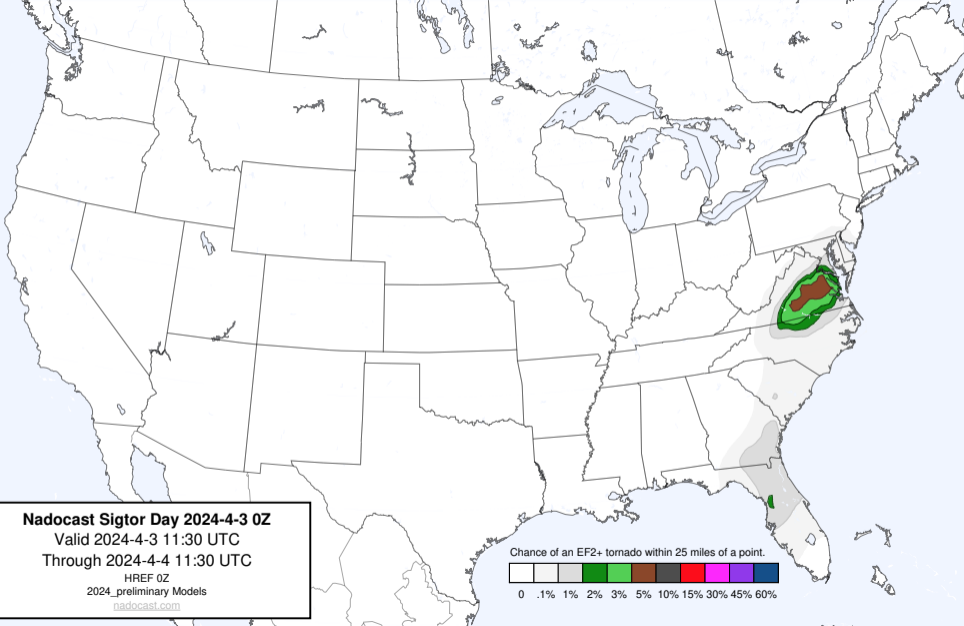 Nadocast Sigtor Day 2024-4-3 0Z
Valid 2024-4-3 11:30 UTC
Through 2024-4-4 11:30 UTC
HREF 0Z
2024_preliminary Models
nadocast.com
Chance of an EF2+ tornado within 25 miles of a point.
0 .1% 1% 2% 3% 5% 10% 15% 30% 45% 60%